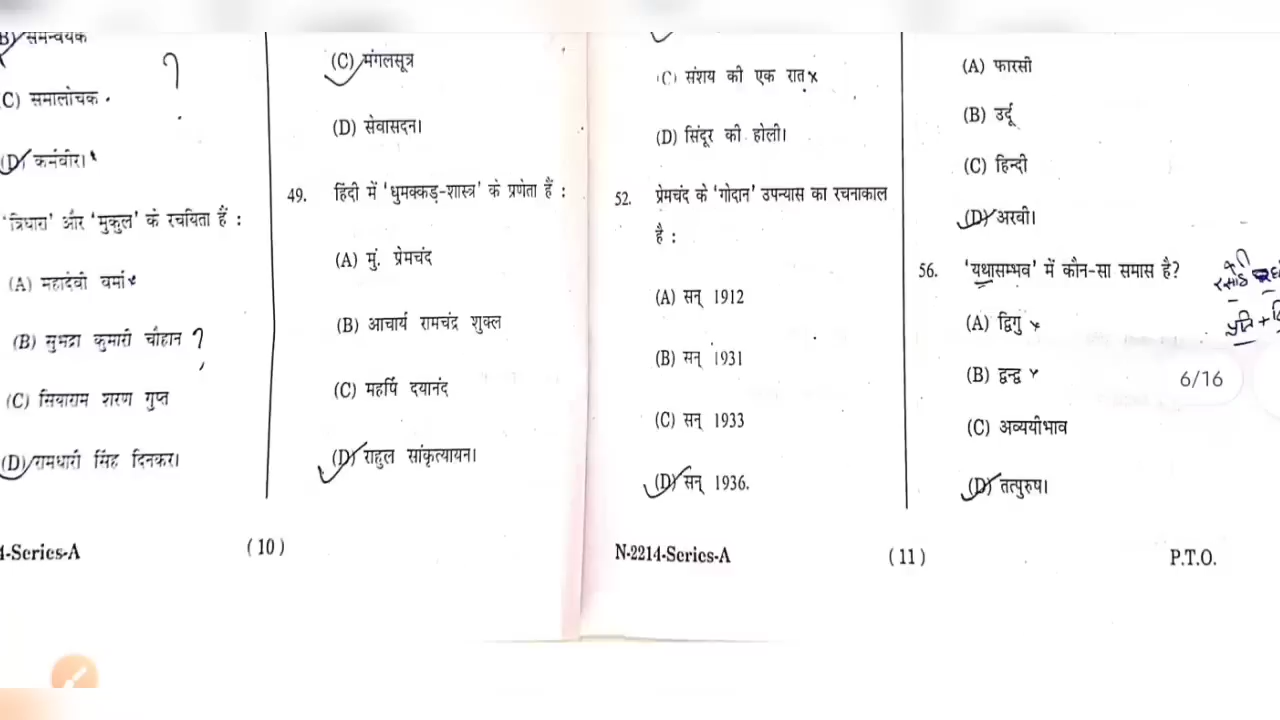 (B) समन्वयक
(C) समालोचक
(D) कर्मवीर।
'त्रिधारा' और 'मुकुल' के रचयिता हैं :
(A) महादेवी वर्मा
(B) सुभद्रा कुमारी चौहान ?
(C) सियाराम शरण गुप्त
(D) रामधारी सिंह दिनकर।
-Series-A
(10)
(C) मंगलसूत्र
(D) सेवासदन।
49. हिंदी में 'धुमक्कड़-शास्त्र' के प्रणेता हैं :
(A) मुं. प्रेमचंद
(B) आचार्य रामचंद्र शुक्ल
(C) महर्षि दयानंद
(D) राहुल सांकृत्यायन।
(C) संशय की एक रात
(D) सिंदूर की होली।
52. प्रेमचंद के 'गोदान' उपन्यास का रचनाकाल
है :
(A) सन् 1912
(B) सन् 1931
(C) सन् 1933
(D) सन् 1936.
N-2214-Series-A
(11)
(A) फारसी
(B) उर्दू
(C) हिन्दी
(D) अरबी।
56. 'यथासम्भव' में कौन-सा समास है?
(A) द्विगु
(B) द्वन्द्व
(C) अव्ययीभाव
(D) तत्पुरुष।
P.T.O.
6/16